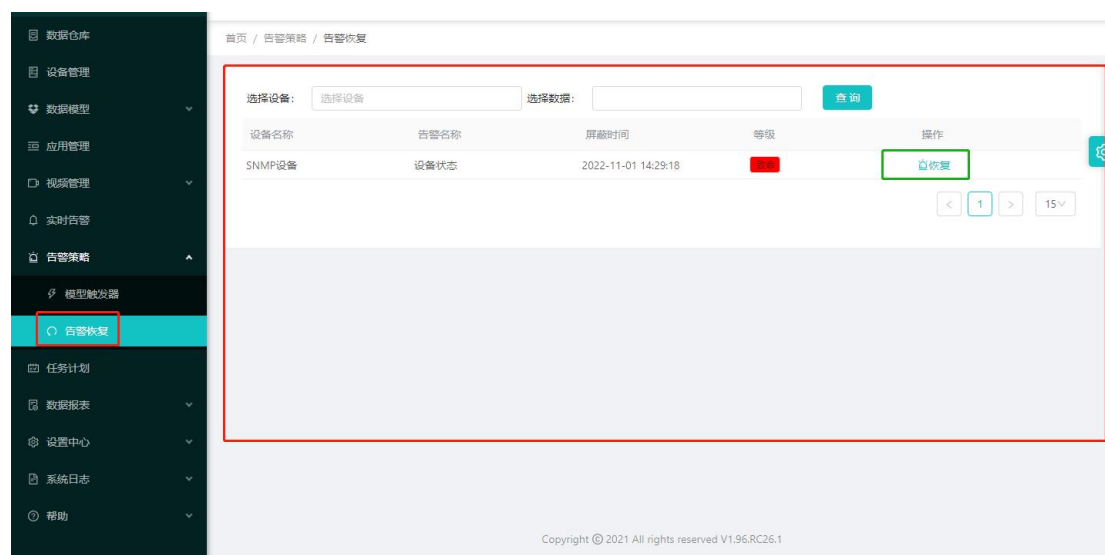 数据仓库
首页 / 告警策略 / 告警恢复
设备管理
选择设备: 选择设备 选择数据: 查询
数据模型
设备名称 告警名称 屏蔽时间 等级 操作
应用管理
SNMP设备 设备状态 2022-11-01 14:29:18 恢复
视频管理
< 1 > 15
实时告警
告警策略
模型触发器
告警恢复
任务计划
数据报表
设置中心
系统日志
帮助
Copyright © 2021 All rights reserved V1.96.RC26.1